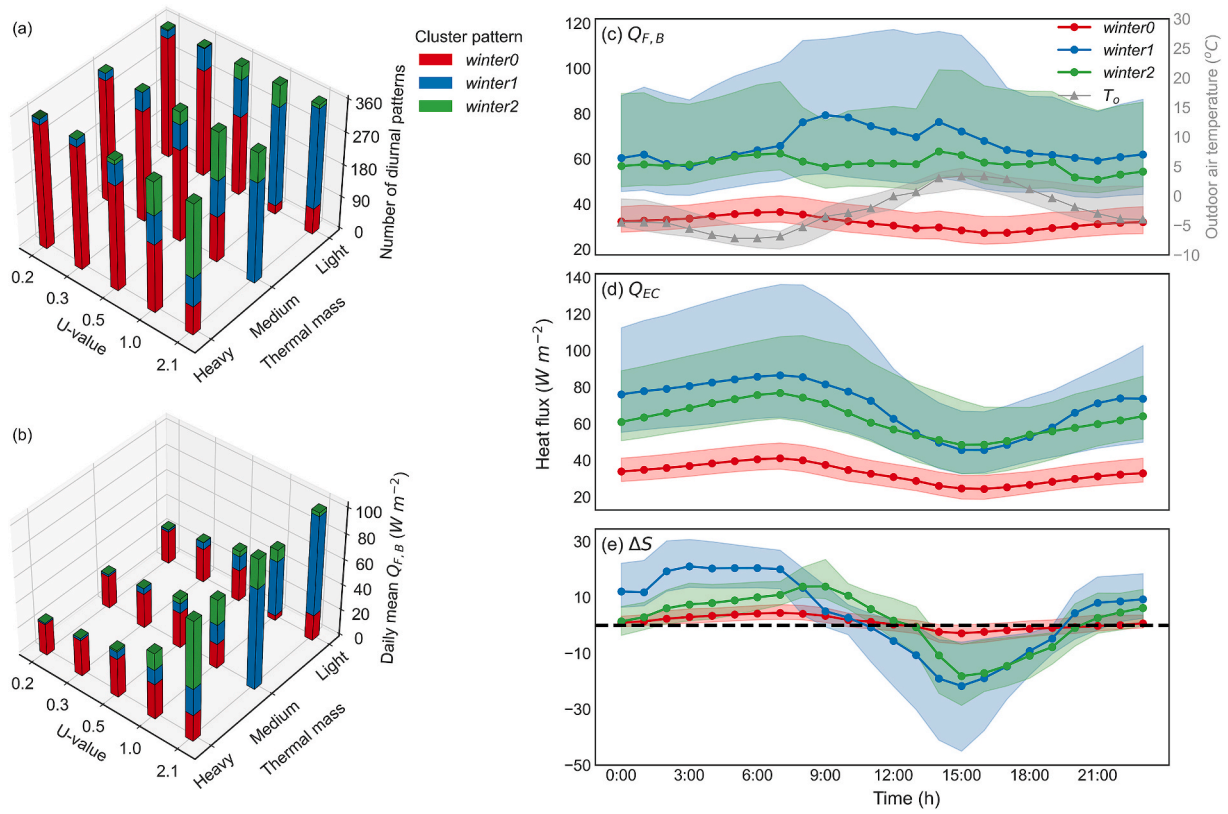 (a)
Cluster pattern
winter0
winter1
winter2
360
270
180
90
0
Number of diurnal patterns
0.2
0.3
0.5
1.0
2.1
U-value
Heavy
Medium
Light
Thermal mass
(b)
100
80
60
40
20
0
Daily mean Q_{F,B} (W m^{−2})
0.2
0.3
0.5
1.0
2.1
U-value
Heavy
Medium
Light
Thermal mass
(c) Q_{F,B}
winter0
winter1
winter2
T_o
120
100
80
60
40
20
30
25
20
15
10
5
0
−5
−10
Outdoor air temperature (°C)
(d) Q_{EC}
140
120
100
80
60
40
20
Heat flux (W m^{−2})
(e) ΔS
30
10
−10
−30
−50
0:00 3:00 6:00 9:00 12:00 15:00 18:00 21:00
Time (h)